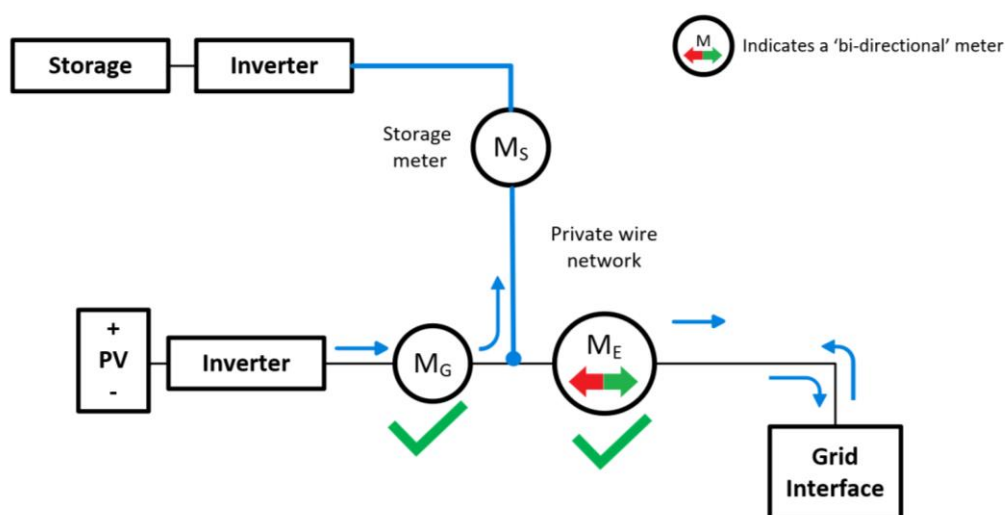 M
Indicates a ‘bi-directional’ meter
Storage
Inverter
Storage
meter
MS
Private wire
network
+
PV
-
Inverter
MG
ME
Grid
Interface